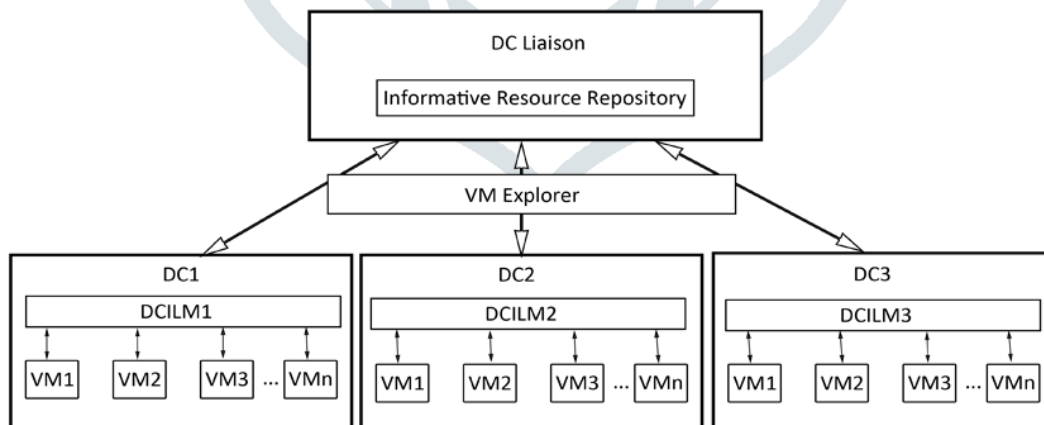 DC Liaison
Informative Resource Repository
VM Explorer
DC1
DCILM1
VM1 VM2 VM3 ... VMn
DC2
DCILM2
VM1 VM2 VM3 ... VMn
DC3
DCILM3
VM1 VM2 VM3 ... VMn